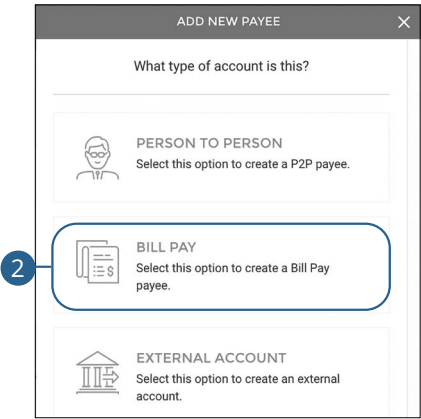 ADD NEW PAYEE
What type of account is this?
PERSON TO PERSON
Select this option to create a P2P payee.
2
BILL PAY
Select this option to create a Bill Pay
payee.
$
EXTERNAL ACCOUNT
Select this option to create an external
account.